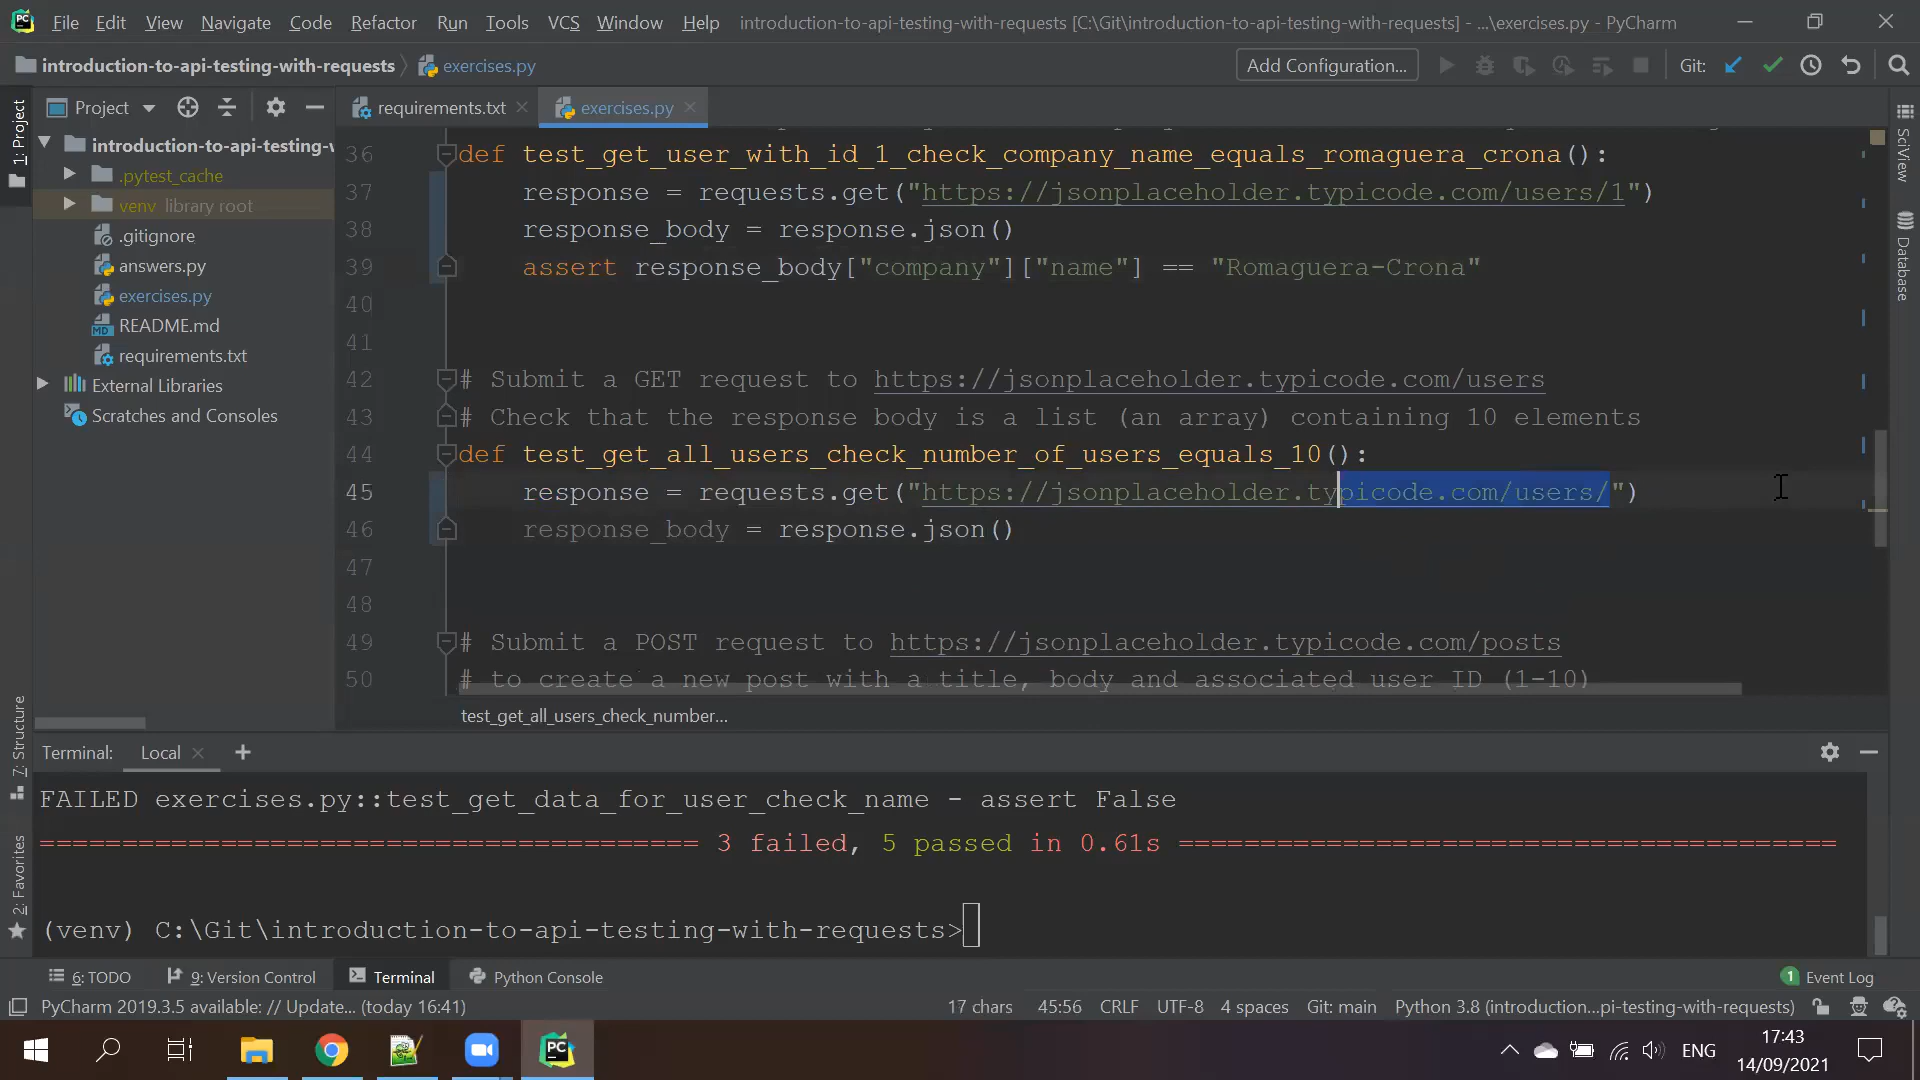 File Edit View Navigate Code Refactor Run Tools VCS Window Help introduction-to-api-testing-with-requests [C:\Git\introduction-to-api-testing-with-requests] - ...\exercises.py - PyCharm
introduction-to-api-testing-with-requests exercises.py Add Configuration... Git:
Project requirements.txt exercises.py
1: Project
introduction-to-api-testing-w
.pytest_cache
venv library root
.gitignore
answers.py
exercises.py
README.md
requirements.txt
External Libraries
Scratches and Consoles
36 def test_get_user_with_id_1_check_company_name_equals_romaguera_crona():
37 response = requests.get("https://jsonplaceholder.typicode.com/users/1")
38 response_body = response.json()
39 assert response_body["company"]["name"] == "Romaguera-Crona"
40
41
42 # Submit a GET request to https://jsonplaceholder.typicode.com/users
43 # Check that the response body is a list (an array) containing 10 elements
44 def test_get_all_users_check_number_of_users_equals_10():
45 response = requests.get("https://jsonplaceholder.typicode.com/users/")
46 response_body = response.json()
47
48
49 # Submit a POST request to https://jsonplaceholder.typicode.com/posts
50 # to create a new post with a title, body and associated user ID (1-10)
test_get_all_users_check_number...
SciView
Database
7: Structure
2: Favorites
Terminal: Local +
FAILED exercises.py::test_get_data_for_user_check_name - assert False
========================================= 3 failed, 5 passed in 0.61s =========================================
(venv) C:\Git\introduction-to-api-testing-with-requests>
6: TODO 9: Version Control Terminal Python Console 1 Event Log
PyCharm 2019.3.5 available: // Update... (today 16:41) 17 chars 45:56 CRLF UTF-8 4 spaces Git: main Python 3.8 (introduction...pi-testing-with-requests)
PC ENG 17:43
14/09/2021